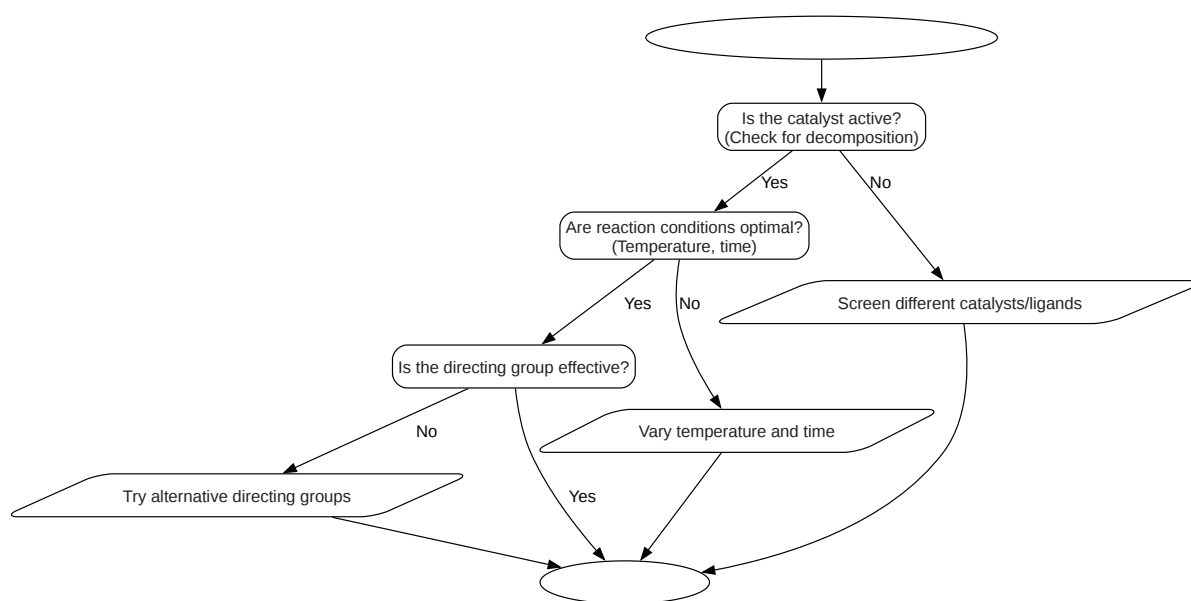 Is the catalyst active?
(Check for decomposition)
Yes
No
Are reaction conditions optimal?
(Temperature, time)
Yes
No
Screen different catalysts/ligands
Is the directing group effective?
No
Vary temperature and time
Try alternative directing groups
Yes